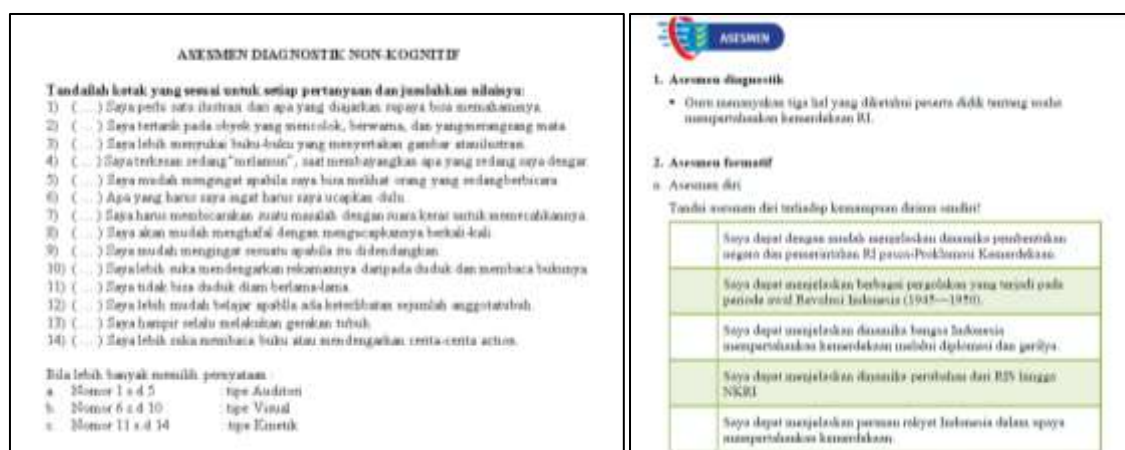 ASESMEN DIAGNOSTIK NON-KOGNITIF
Tandailah kotak yang sesuai untuk setiap pertanyaan dan jumlahkan nilainya:
1) (....) Saya perlu satu ilustrasi dan apa yang diajarkan supaya bisa memahaminya.
2) (....) Saya tertarik pada obyek yang mencolok, berwarna, dan yangmerangsang mata
3) (....) Saya lebih menyukai buku-buku yang menyertakan gambar atauilustrasi.
4) (....) Saya terkesan sedang "melamun", saat membayangkan apa yang sedang saya dengar
5) (....) Saya mudah mengingat apabila saya bisa melihat orang yang sedangberbicara
6) (....) Apa yang harus saya ingat harus saya ucapkan dulu.
7) (....) Saya harus membicarakan suatu masalah dengan suara keras untuk memecahkannya.
8) (....) Saya akan mudah menghafal dengan mengucapkannya berkali-kali
9) (....) Saya mudah mengingat sesuatu apabila itu didendangkan.
10) (....) Saya lebih suka mendengarkan rekamannya daripada duduk dan membaca bukunya
11) (....) Saya tidak bisa duduk diam berlama-lama.
12) (....) Saya lebih mudah belajar apabila ada keterlibatan sejumlah anggotatubuh.
13) (....) Saya hampir selalu melakukan gerakan tubuh.
14) (....) Saya lebih suka membaca buku atau mendengarkan cerita-cerita action.
Bila lebih banyak memilih pernyataan
a. Nomor 1 s.d 5 : tipe Auditori
b. Nomor 6 s.d 10 : tipe Visual
c. Nomor 11 s.d 14 : tipe Kinetik
ASESMEN
1. Asesmen diagnostik
• Guru menanyakan tiga hal yang diketahui peserta didik tentang usaha
mempertahankan kemerdekaan RI.
2. Asesmen formatif
a. Asesmen diri
Tandai asesmen diri terhadap kemampuan dirimu sendiri!
Saya dapat dengan mudah menjelaskan dinamika pembentukan
negara dan pemerintahan RI pasca-Proklamasi Kemerdekaan.
Saya dapat menjelaskan berbagai pergolakan yang terjadi pada
periode awal Revolusi Indonesia (1945—1950).
Saya dapat menjelaskan dinamika bangsa Indonesia
mempertahankan kemerdekaan melalui diplomasi dan gerilya.
Saya dapat menjelaskan dinamika perubahan dari RIS hingga
NKRI
Saya dapat menjelaskan peranan rakyat Indonesia dalam upaya
mempertahankan kemerdekaan.